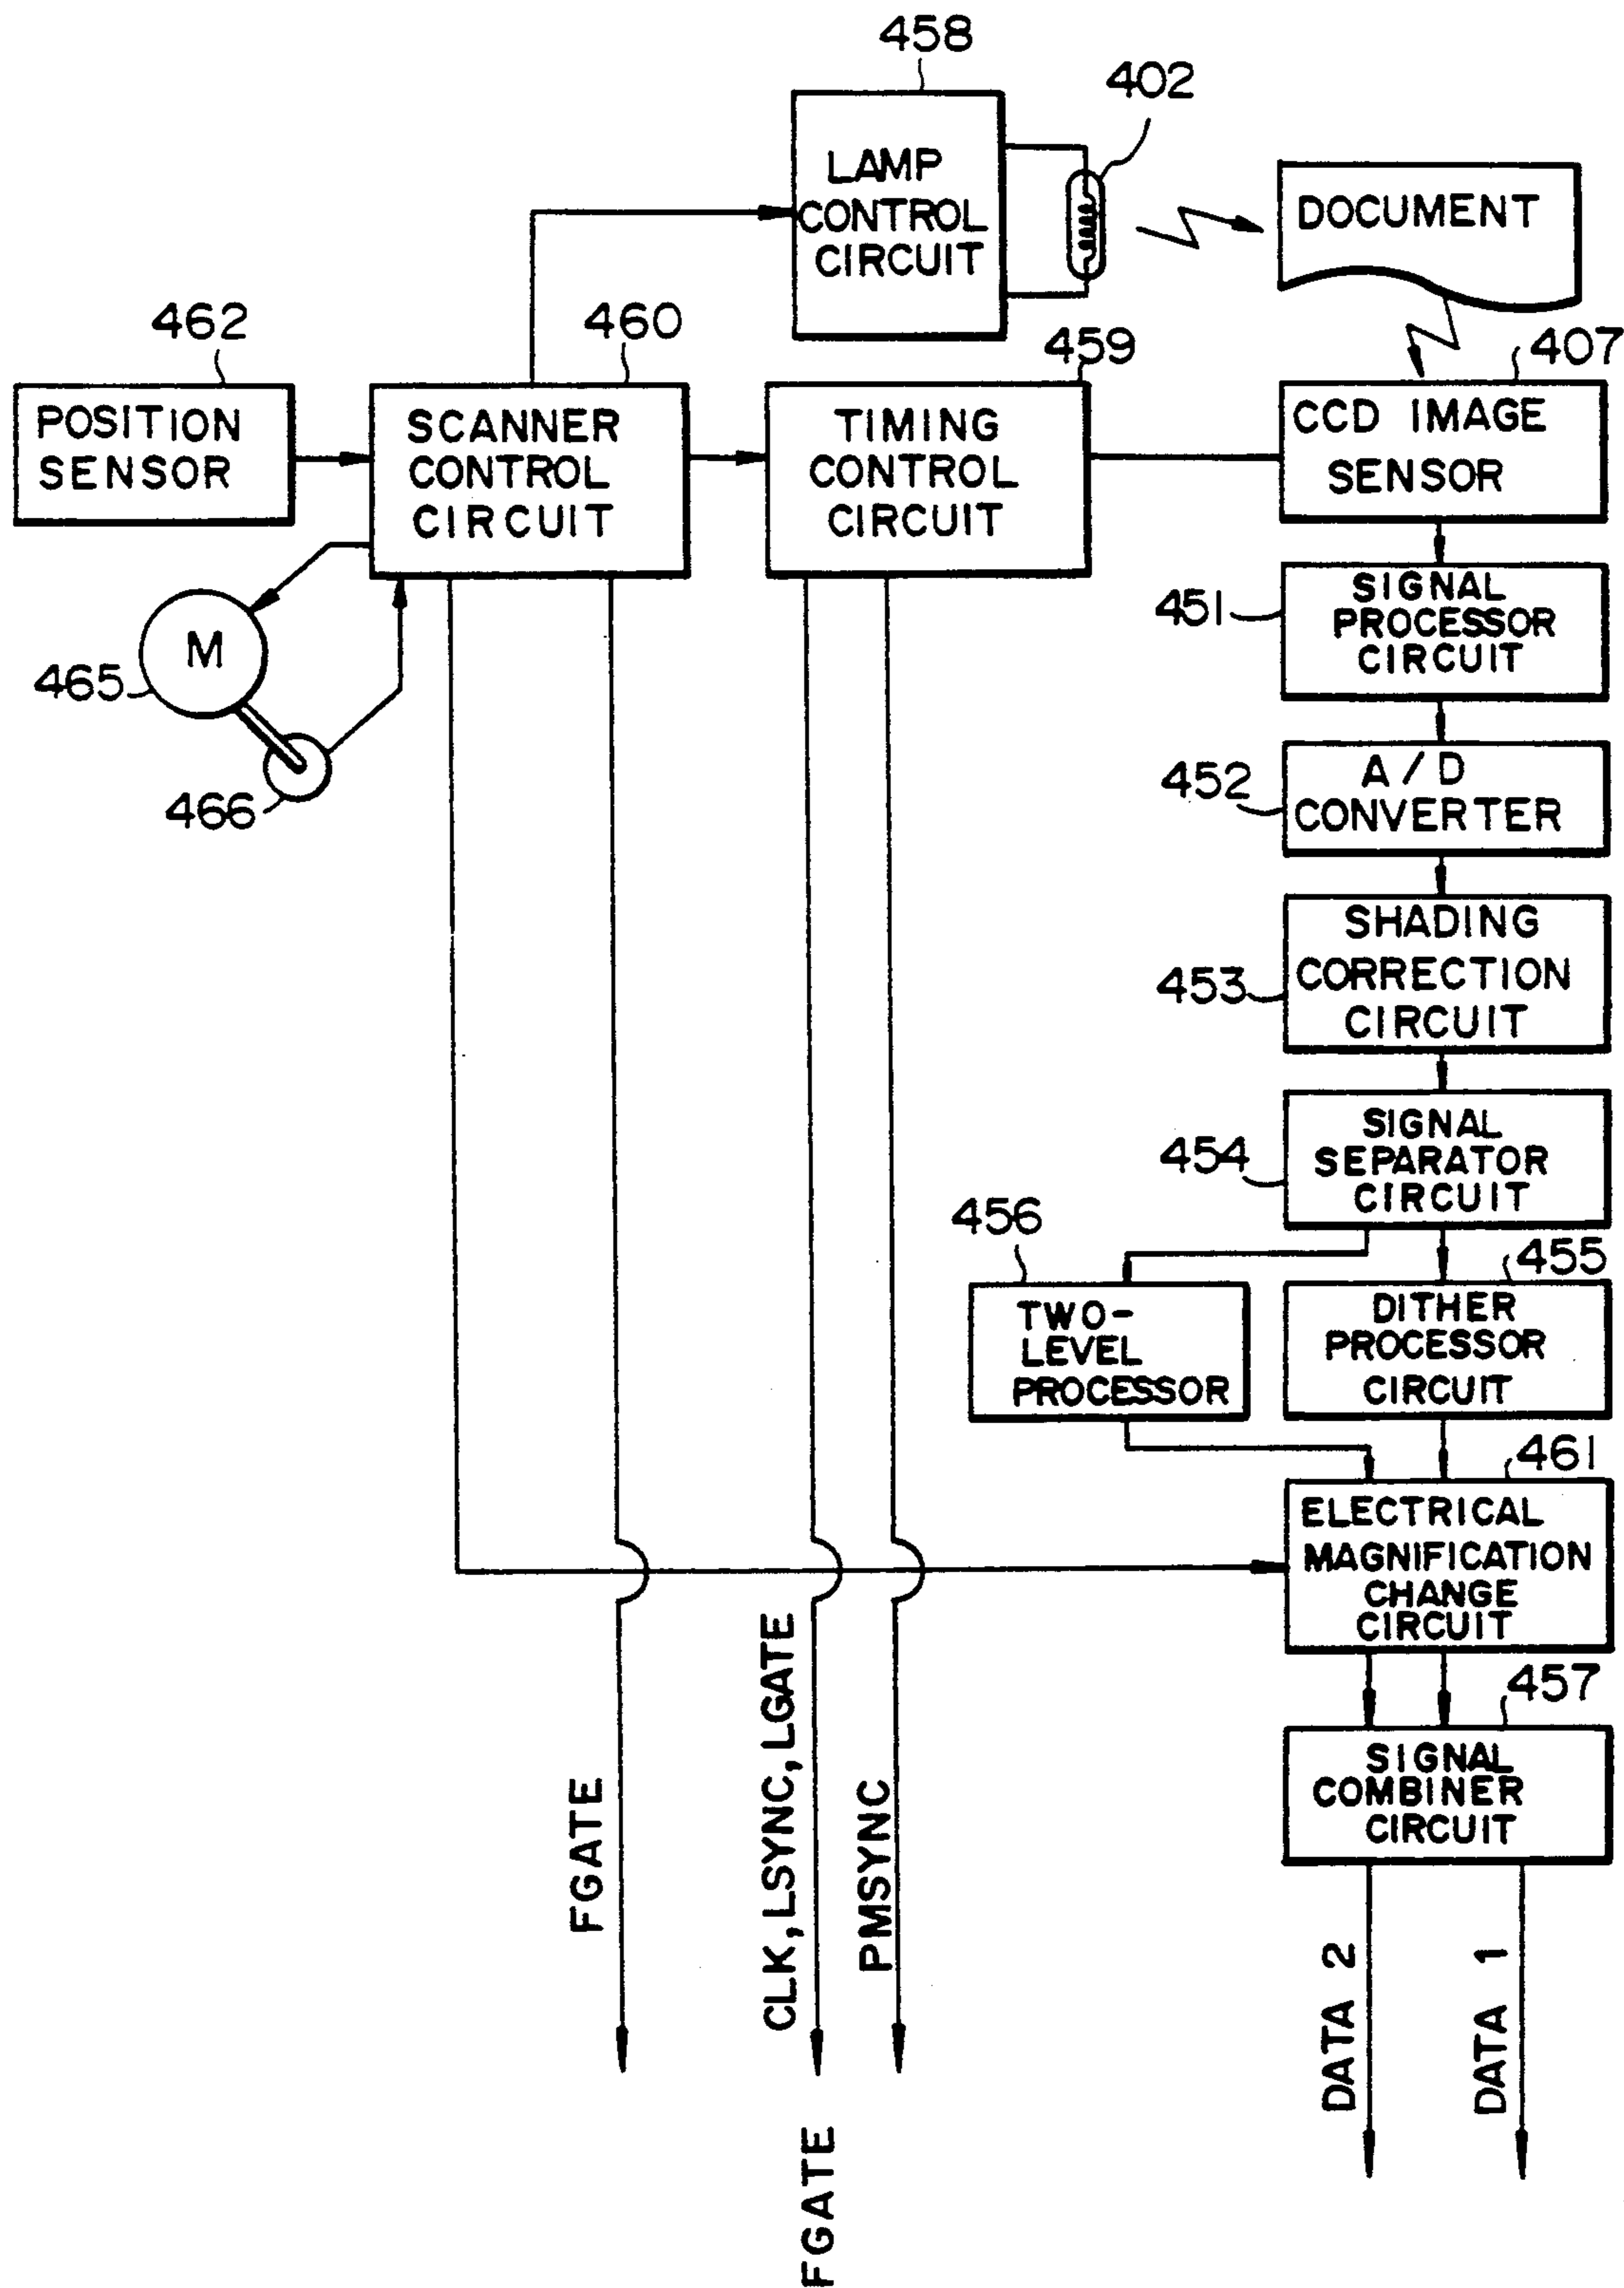 458
402
LAMP
CONTROL
CIRCUIT
DOCUMENT
462
460
459
407
POSITION
SENSOR
SCANNER
CONTROL
CIRCUIT
TIMING
CONTROL
CIRCUIT
CCD IMAGE
SENSOR
M
465
466
451
SIGNAL
PROCESSOR
CIRCUIT
452
A/D
CONVERTER
453
SHADING
CORRECTION
CIRCUIT
454
SIGNAL
SEPARATOR
CIRCUIT
456
455
TWO-
LEVEL
PROCESSOR
DITHER
PROCESSOR
CIRCUIT
461
ELECTRICAL
MAGNIFICATION
CHANGE
CIRCUIT
457
SIGNAL
COMBINER
CIRCUIT
FGATE
CLK, LSYNC, LGATE
PMSYNC
DATA 2
DATA 1
FGATE